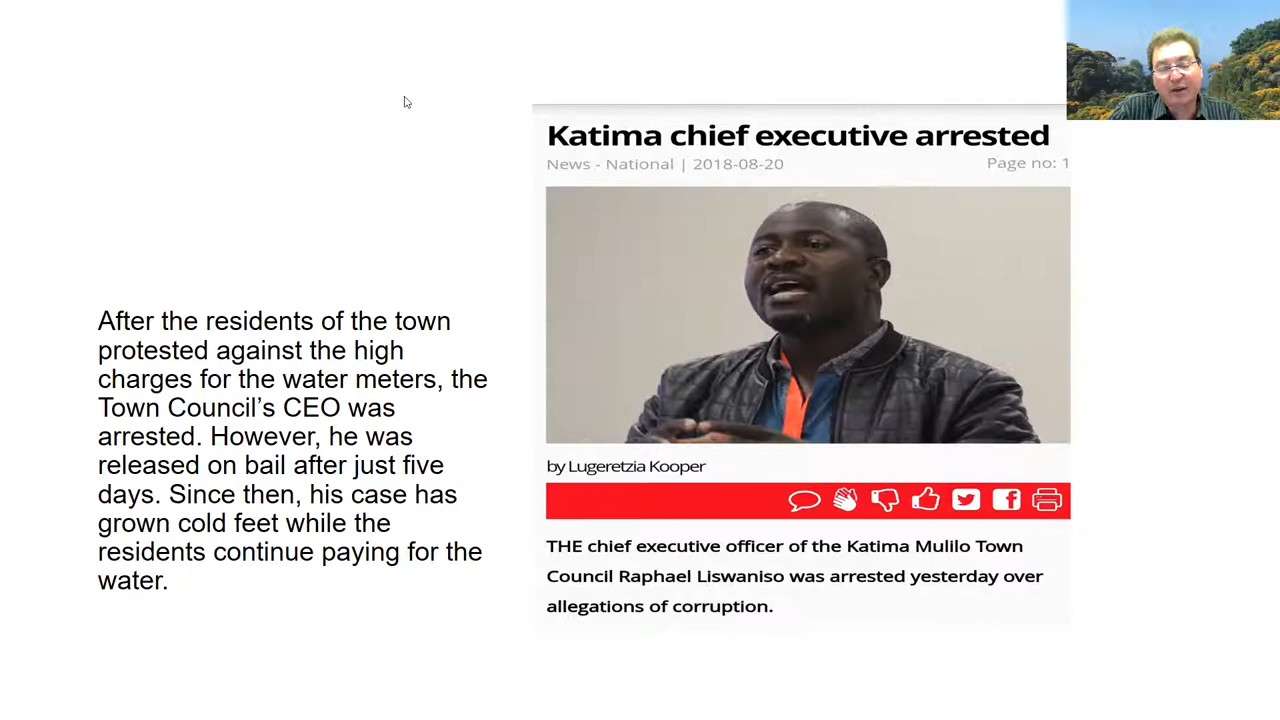 Katima chief executive arrested
News - National | 2018-08-20
Page no: 1
After the residents of the town
protested against the high
charges for the water meters, the
Town Council’s CEO was
arrested. However, he was
released on bail after just five
days. Since then, his case has
grown cold feet while the
residents continue paying for the
water.
by Lugeretzia Kooper
THE chief executive officer of the Katima Mulilo Town
Council Raphael Liswaniso was arrested yesterday over
allegations of corruption.